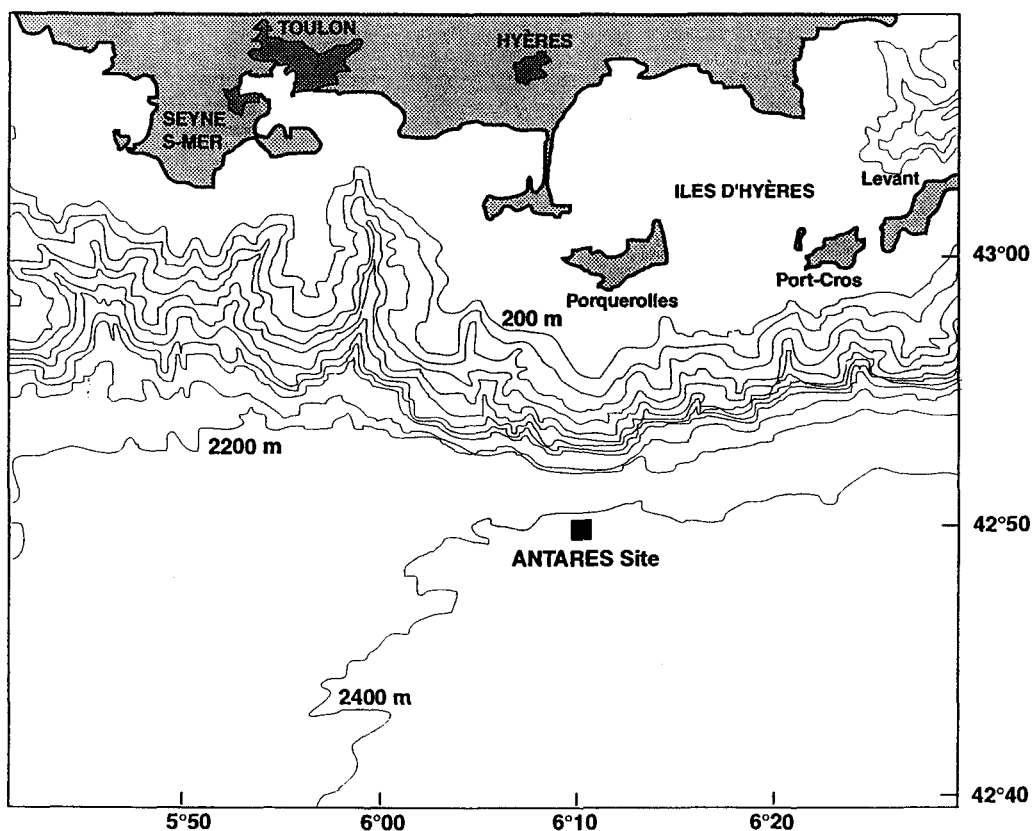 TOULON
HYÈRES
SEYNE
S-MER
Levant
ILES D'HYÈRES
43°00
Port-Cros
Porquerolles
200 m
2200 m
42°50
ANTARES Site
2400 m
42°40
5°50
6°00
6°10
6°20